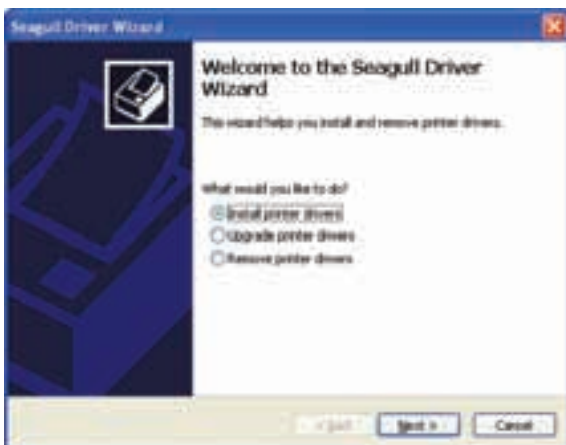 Seagull Driver Wizard
Welcome to the Seagull Driver
Wizard
This wizard helps you install and remove printer drivers.
What would you like to do?
Install printer drivers
Upgrade printer drivers
Remove printer drivers
< Back
Next >
Cancel